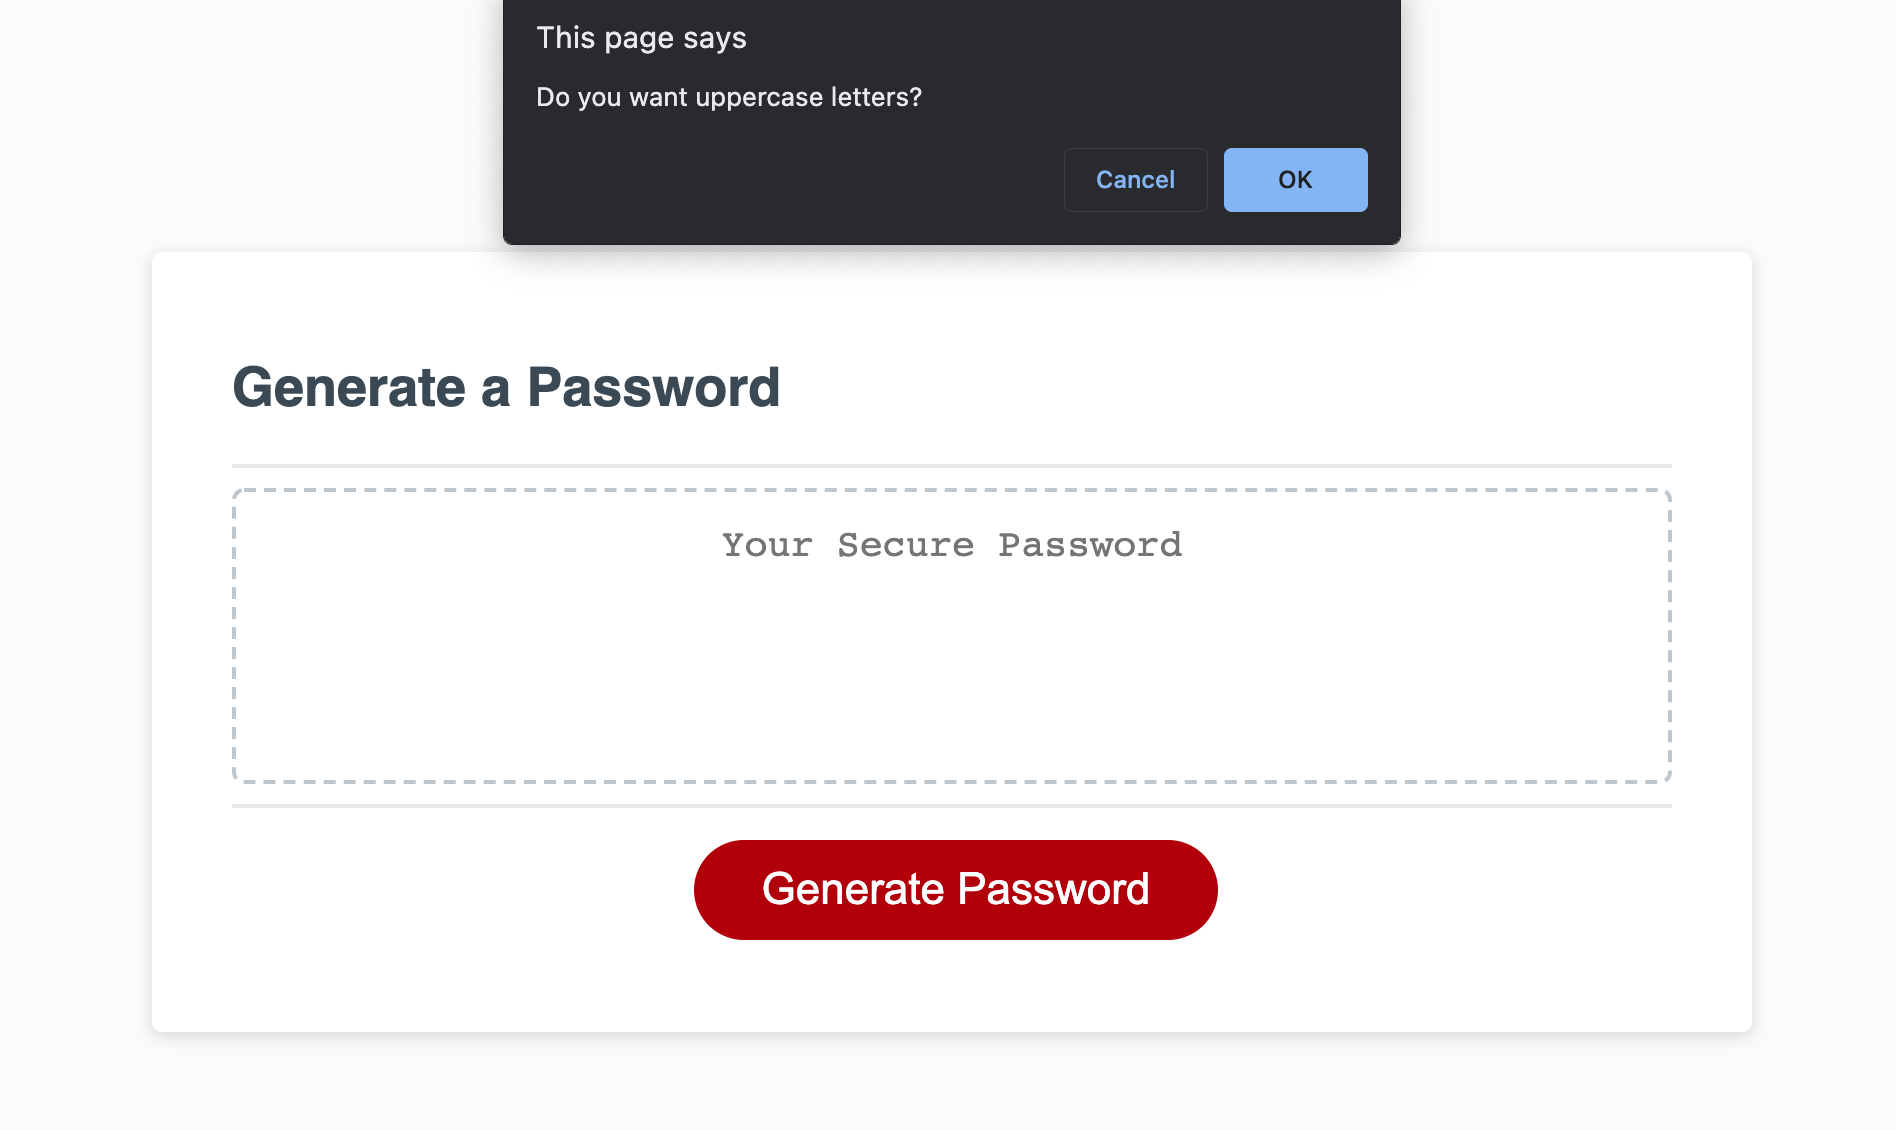 This page says
Do you want uppercase letters?
Cancel OK
Generate a Password
Your Secure Password
Generate Password